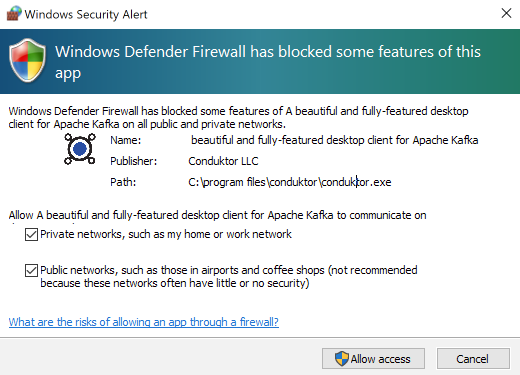 Windows Security Alert
Windows Defender Firewall has blocked some features of this
app
Windows Defender Firewall has blocked some features of A beautiful and fully-featured desktop
client for Apache Kafka on all public and private networks.
Name: beautiful and fully-featured desktop client for Apache Kafka
Publisher: Conduktor LLC
Path: C:\program files\conduktor\conduktor.exe
Allow A beautiful and fully-featured desktop client for Apache Kafka to communicate on
Private networks, such as my home or work network
Public networks, such as those in airports and coffee shops (not recommended
because these networks often have little or no security)
What are the risks of allowing an app through a firewall?
Allow access
Cancel